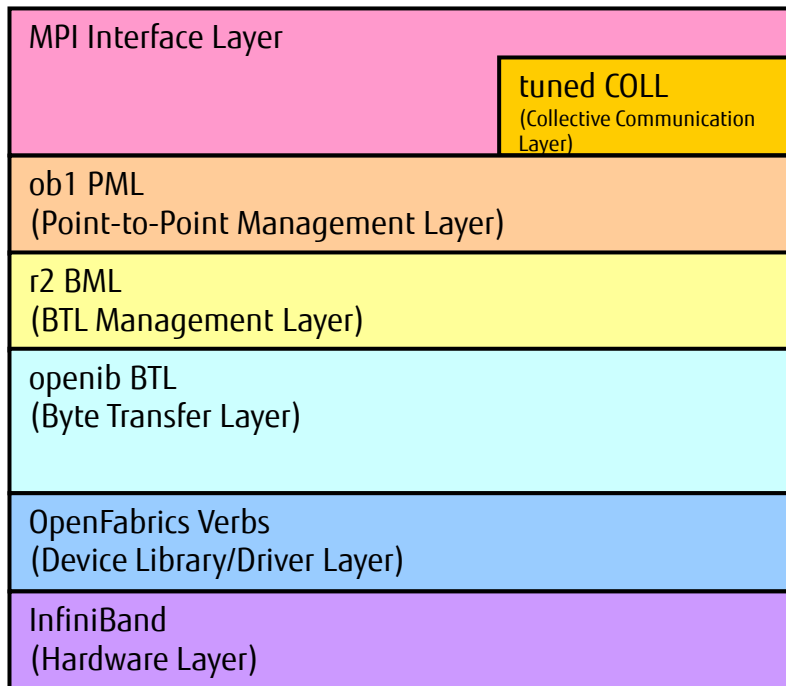 MPI Interface Layer
tuned COLL
(Collective Communication
Layer)
ob1 PML
(Point-to-Point Management Layer)
r2 BML
(BTL Management Layer)
openib BTL
(Byte Transfer Layer)
OpenFabrics Verbs
(Device Library/Driver Layer)
InfiniBand
(Hardware Layer)